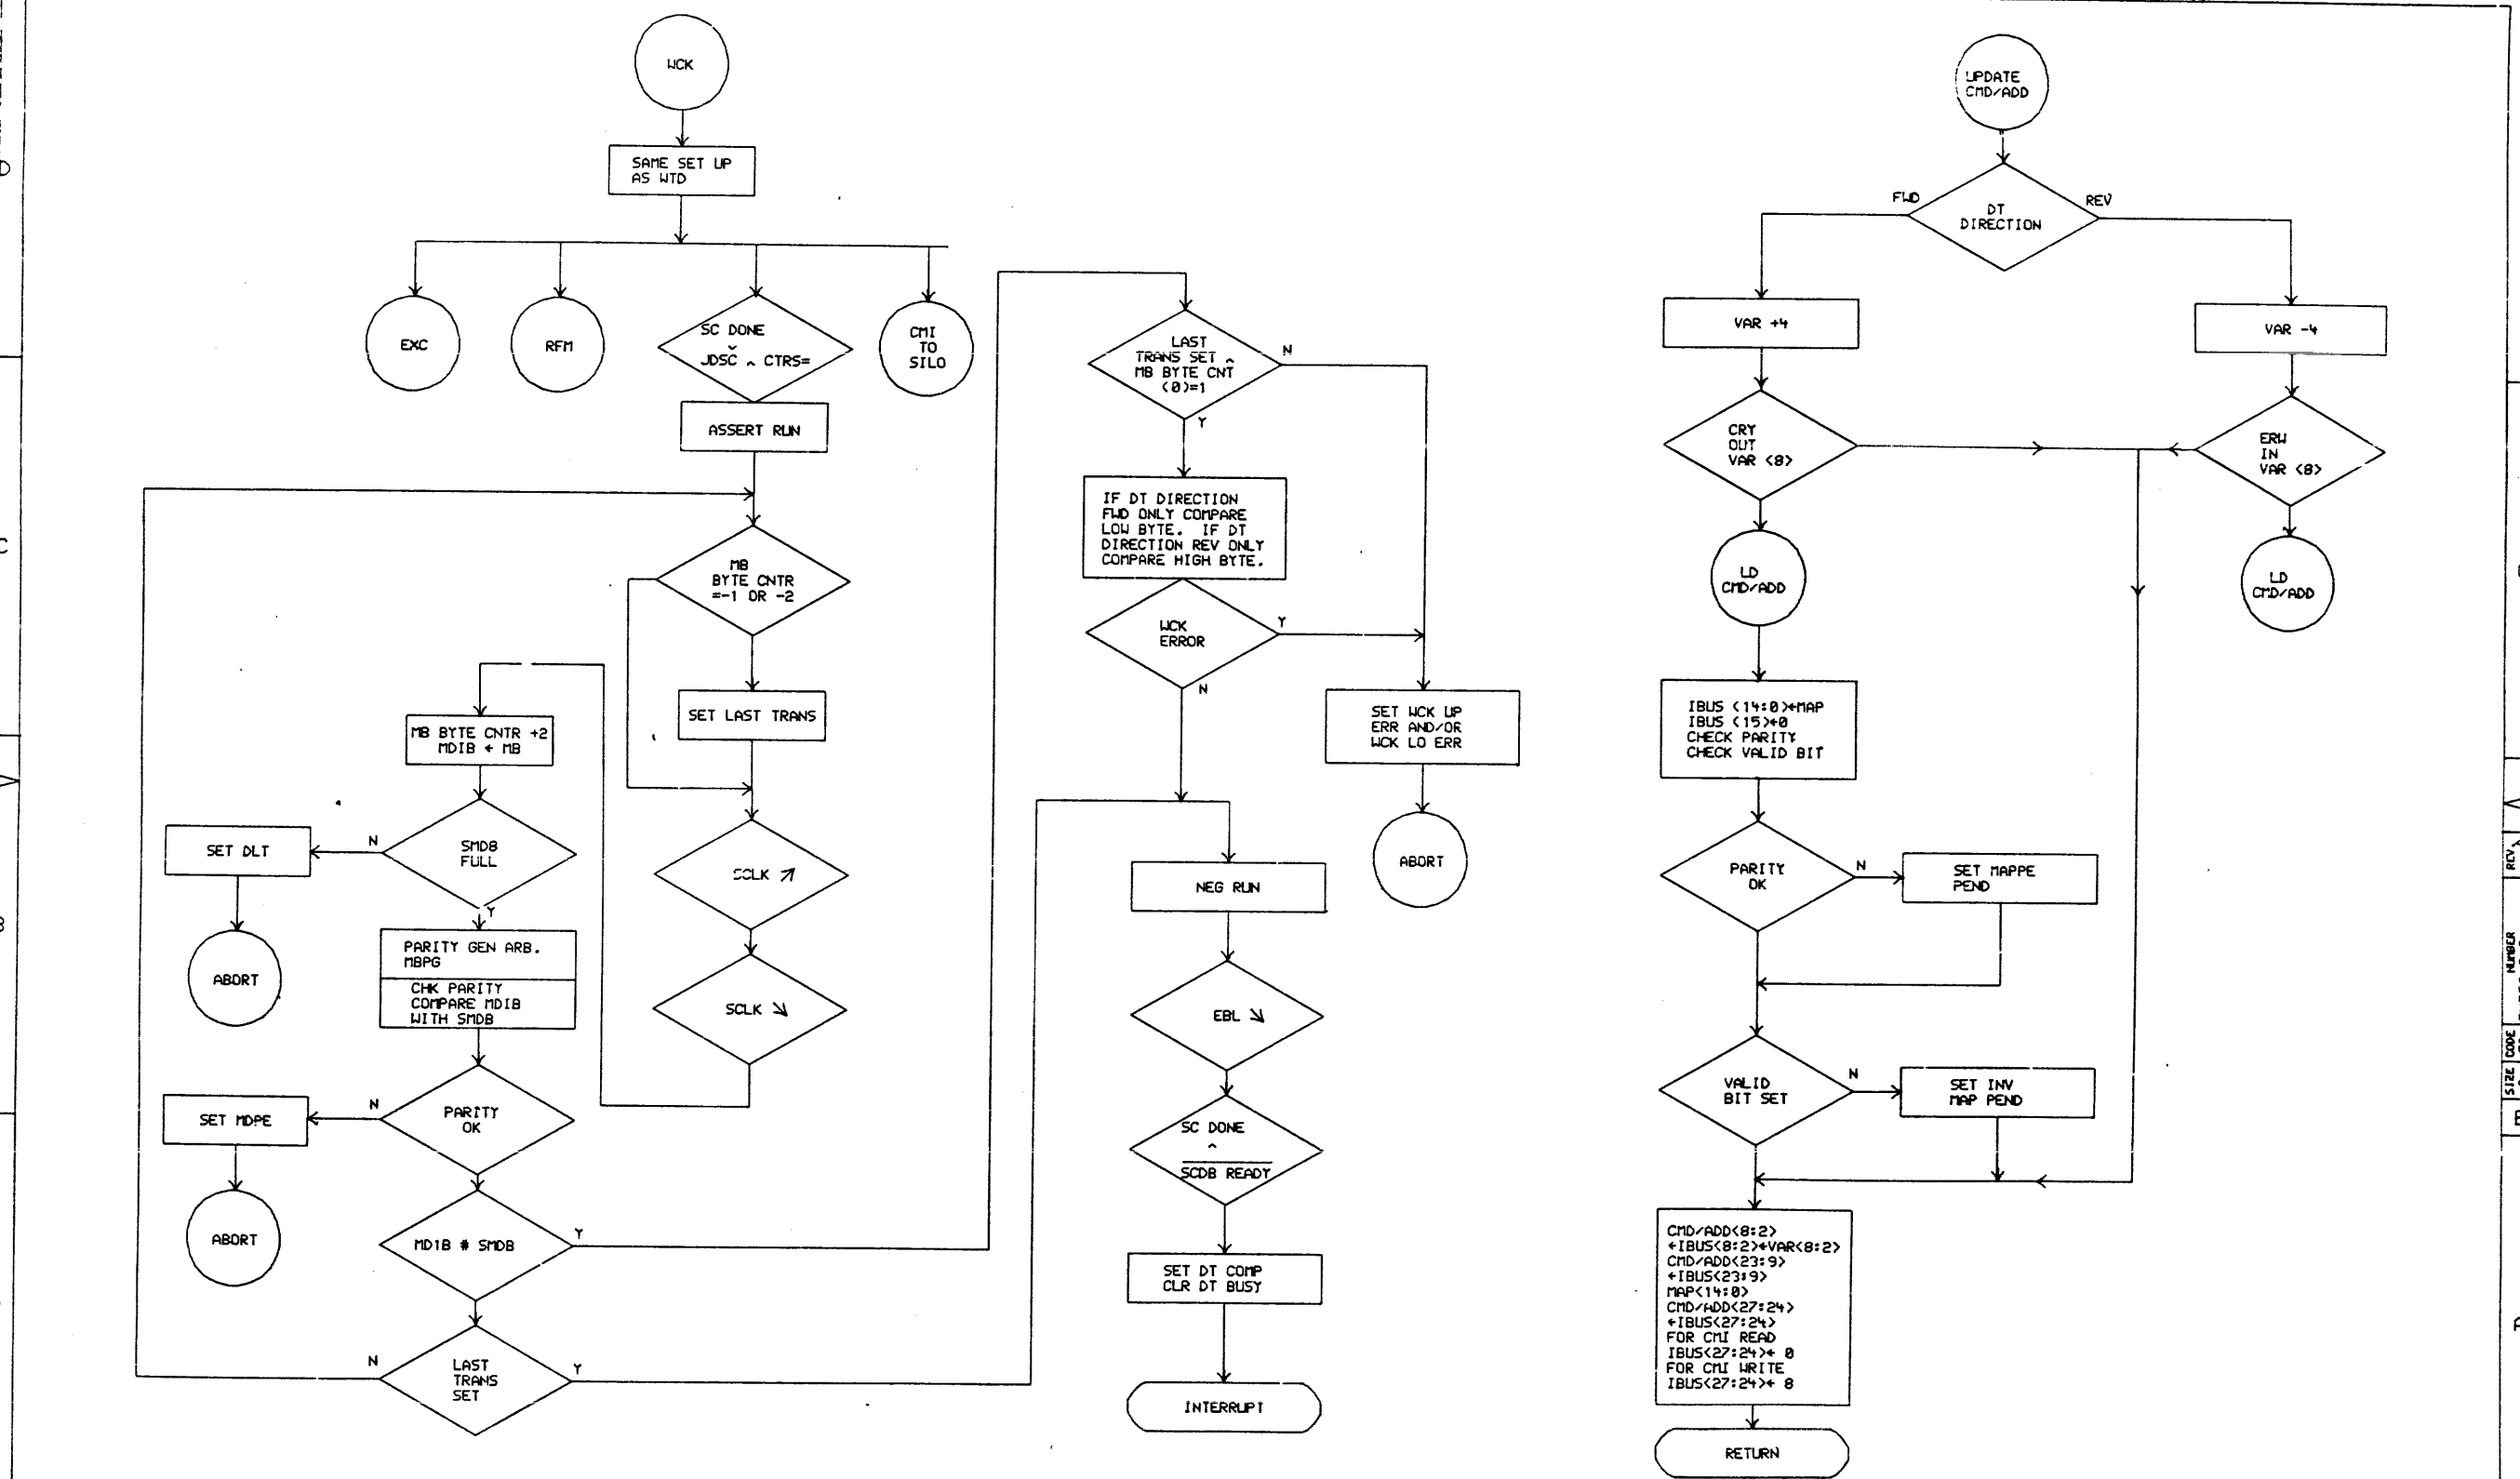 WCK
SAME SET UP
AS WTD
EXC
RFM
SC DONE
ˇ
JDSC ^ CTRS=
CMI
TO
SILO
ASSERT RUN
MB
BYTE CNTR
=-1 OR -2
SET LAST TRANS
SCLK ↗
SCLK ↘
MB BYTE CNTR +2
MDIB ← MB
SMDB
FULL
N
Y
SET DLT
ABORT
PARITY GEN ARB.
MBPG
CHK PARITY
COMPARE MDIB
WITH SMDB
PARITY
OK
N
SET MDPE
ABORT
MDIB # SMDB
Y
LAST
TRANS
SET
N
Y
LAST
TRANS SET ^
MB BYTE CNT
(0)=1
N
Y
IF DT DIRECTION
FWD ONLY COMPARE
LOW BYTE. IF DT
DIRECTION REV ONLY
COMPARE HIGH BYTE.
WCK
ERROR
Y
N
SET WCK UP
ERR AND/OR
WCK LO ERR
ABORT
NEG RUN
EBL ↘
SC DONE
^
SCDB READY
SET DT COMP
CLR DT BUSY
INTERRUPT
UPDATE
CMD/ADD
DT
DIRECTION
FWD
REV
VAR +4
VAR -4
CRY
OUT
VAR <8>
ERW
IN
VAR <8>
LD
CMD/ADD
LD
CMD/ADD
IBUS <14:0>←MAP
IBUS <15>←0
CHECK PARITY
CHECK VALID BIT
PARITY
OK
N
SET MAPPE
PEND
VALID
BIT SET
N
SET INV
MAP PEND
CMD/ADD<8:2>
←IBUS<8:2>←VAR<8:2>
CMD/ADD<23:9>
←IBUS<23:9>
MAP<14:0>
CMD/ADD<27:24>
←IBUS<27:24>
FOR CMI READ
IBUS<27:24>← 0
FOR CMI WRITE
IBUS<27:24>← 8
RETURN
C
REV
NUMBER
CODE
SIZE